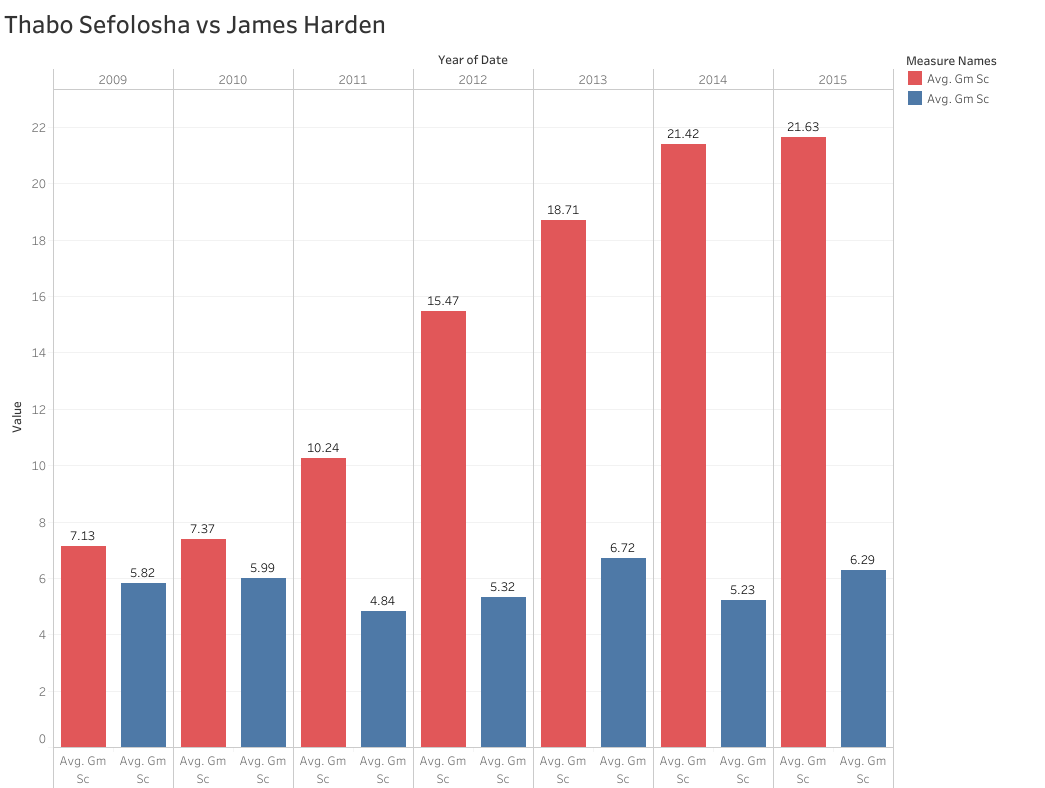 Thabo Sefolosha vs James Harden
Year of Date
2009 2010 2011 2012 2013 2014 2015
Measure Names
Avg. Gm Sc
Avg. Gm Sc
Value
22
20
18
16
14
12
10
8
6
4
2
0
7.13 5.82 7.37 5.99 10.24 4.84 15.47 5.32 18.71 6.72 21.42 5.23 21.63 6.29
Avg. Gm Avg. Gm Avg. Gm Avg. Gm Avg. Gm Avg. Gm Avg. Gm Avg. Gm Avg. Gm Avg. Gm Avg. Gm Avg. Gm Avg. Gm Avg. Gm
Sc Sc Sc Sc Sc Sc Sc Sc Sc Sc Sc Sc Sc Sc